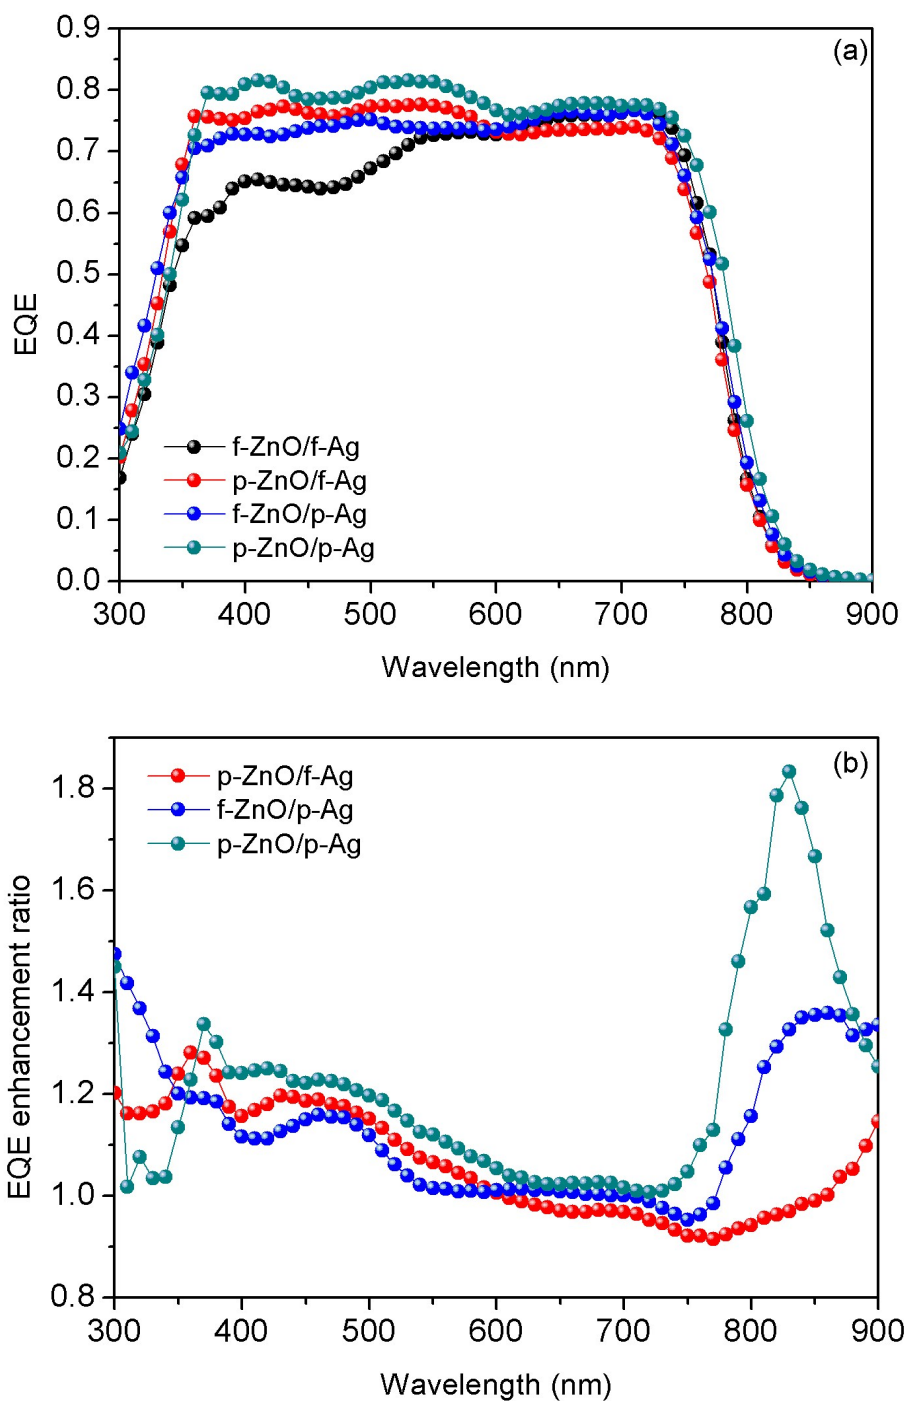 (a)
0.9
0.8
0.7
0.6
0.5
0.4
0.3
0.2
0.1
0.0
EQE
f-ZnO/f-Ag
p-ZnO/f-Ag
f-ZnO/p-Ag
p-ZnO/p-Ag
300 400 500 600 700 800 900
Wavelength (nm)
(b)
1.8
1.6
1.4
1.2
1.0
0.8
EQE enhancement ratio
p-ZnO/f-Ag
f-ZnO/p-Ag
p-ZnO/p-Ag
300 400 500 600 700 800 900
Wavelength (nm)